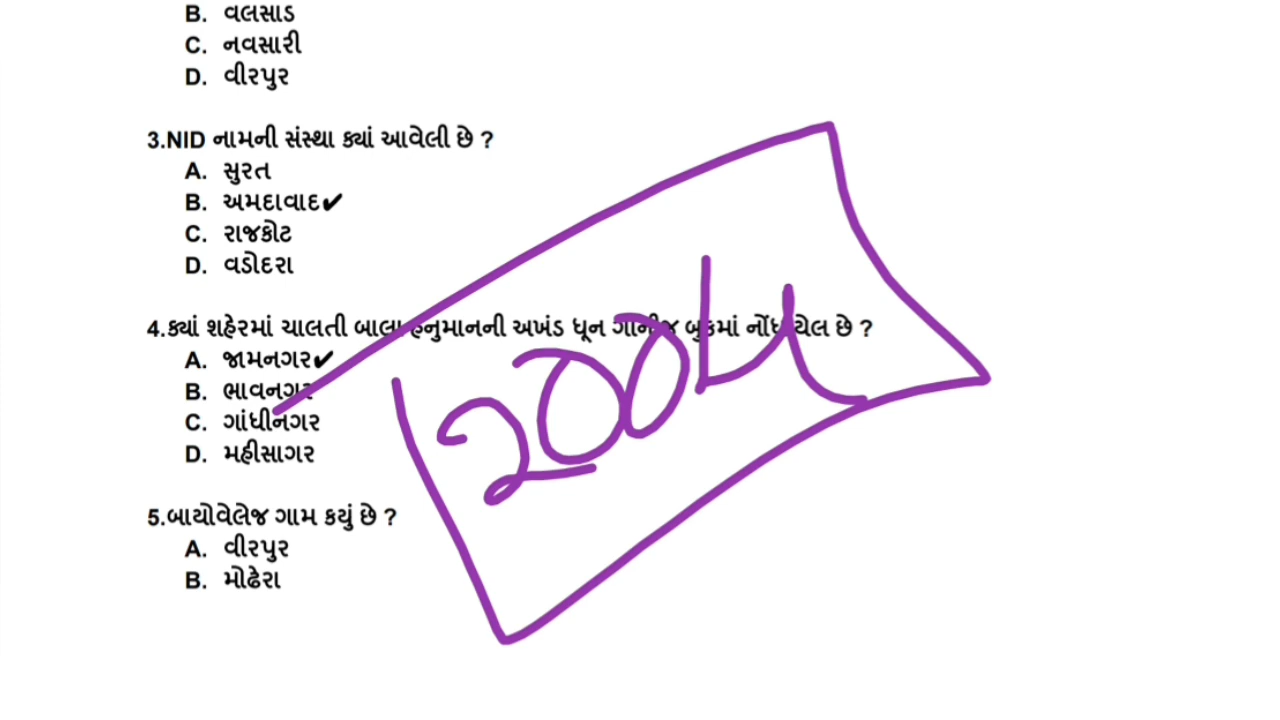 B. વલસાડ
C. નવસારી
D. વીરપુર
3.NID નામની સંસ્થા ક્યાં આવેલી છે ?
A. સુરત
B. અમદાવાદ✔
C. રાજકોટ
D. વડોદરા
4.ક્યાં શહેરમાં ચાલતી બાલા હનુમાનની અખંડ ધૂન ગીનીજ બુકમાં નોંધાયેલ છે ?
A. જામનગર✔
B. ભાવનગર
C. ગાંધીનગર
D. મહીસાગર
5.બાયોવેલેજ ગામ કયું છે ?
A. વીરપુર
B. મોઢેરા